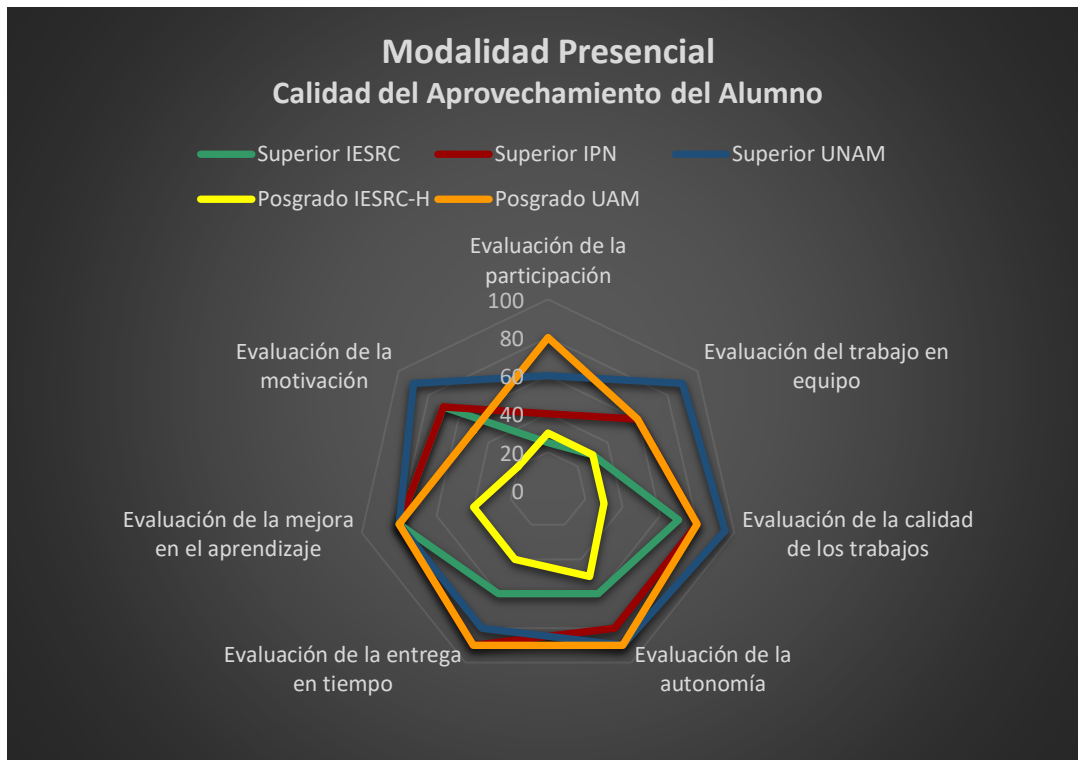 Modalidad Presencial
Calidad del Aprovechamiento del Alumno
Superior IESRC Superior IPN Superior UNAM
Posgrado IESRC-H Posgrado UAM
Evaluación de la
participación
Evaluación del trabajo en
equipo
Evaluación de la calidad
de los trabajos
Evaluación de la
autonomía
Evaluación de la entrega
en tiempo
Evaluación de la mejora
en el aprendizaje
Evaluación de la
motivación
100
80
60
40
20
0